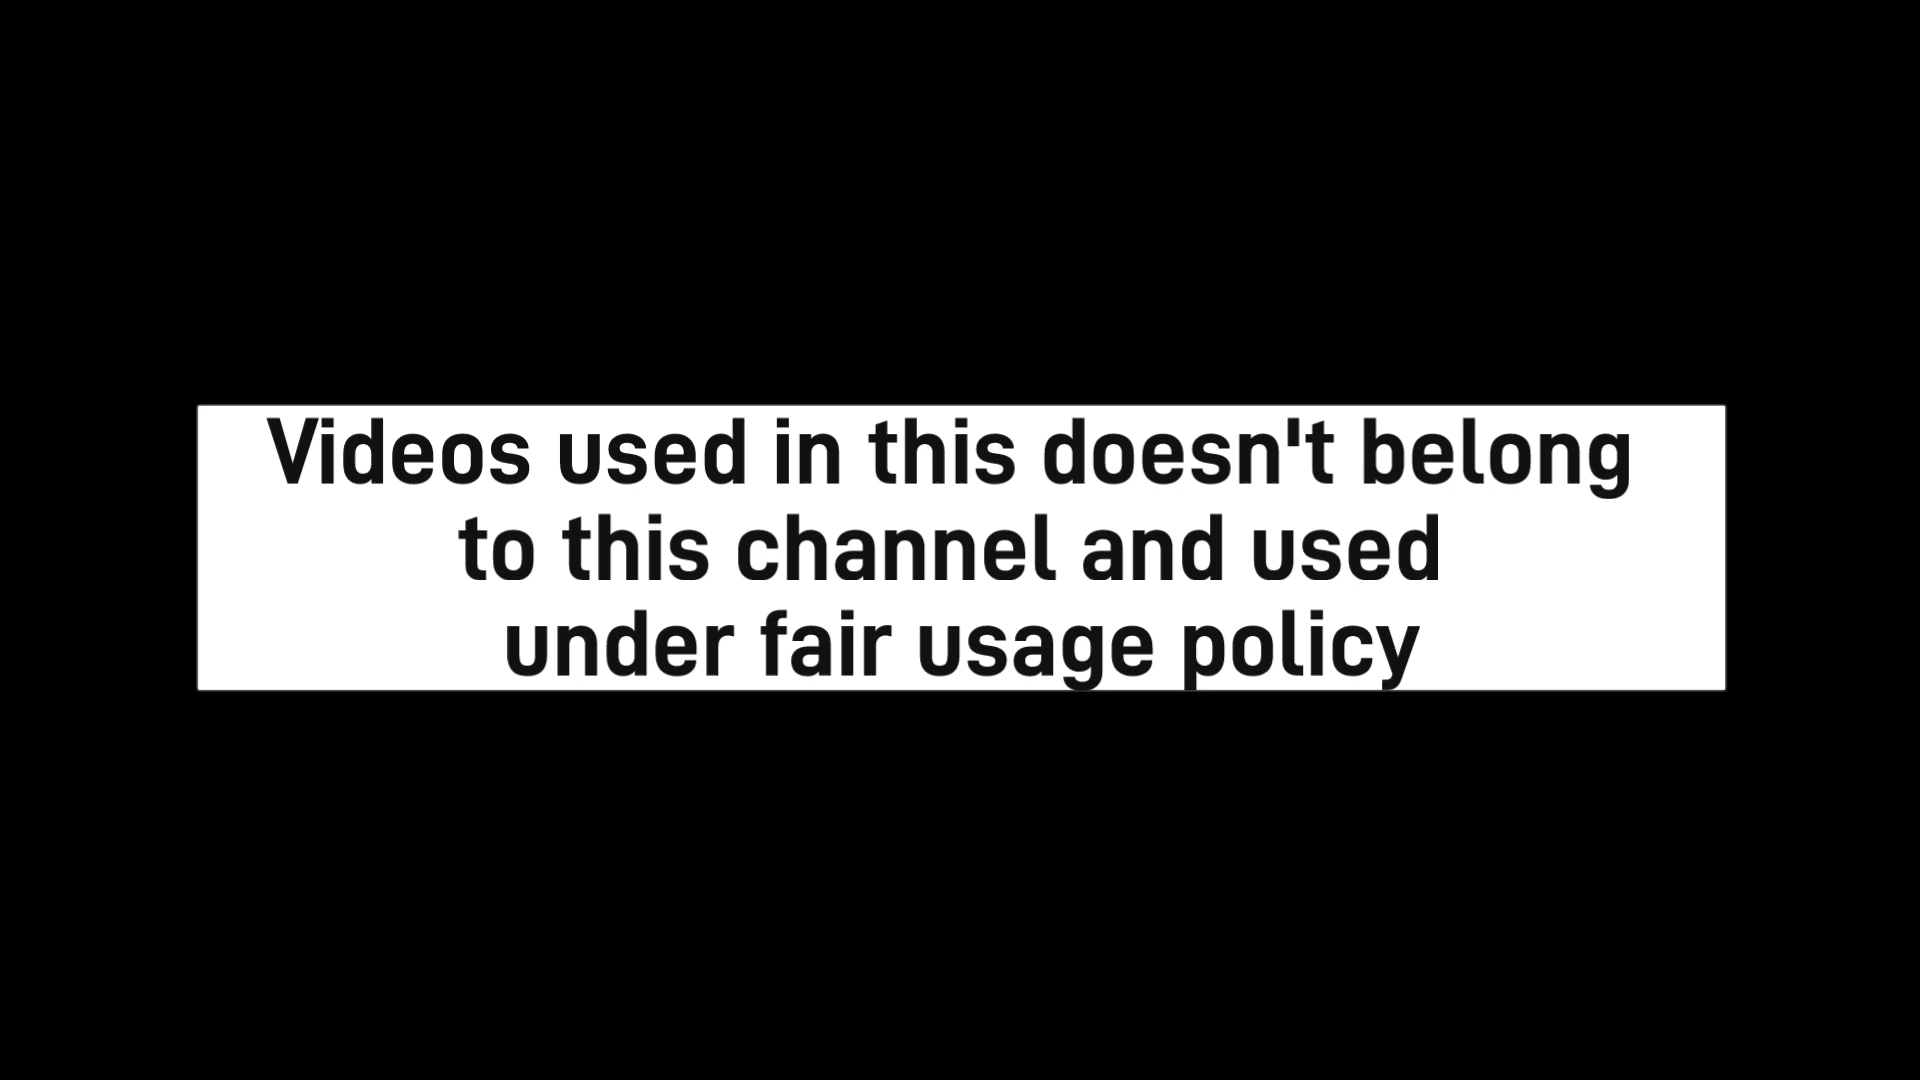 Videos used in this doesn't belong
to this channel and used
under fair usage policy